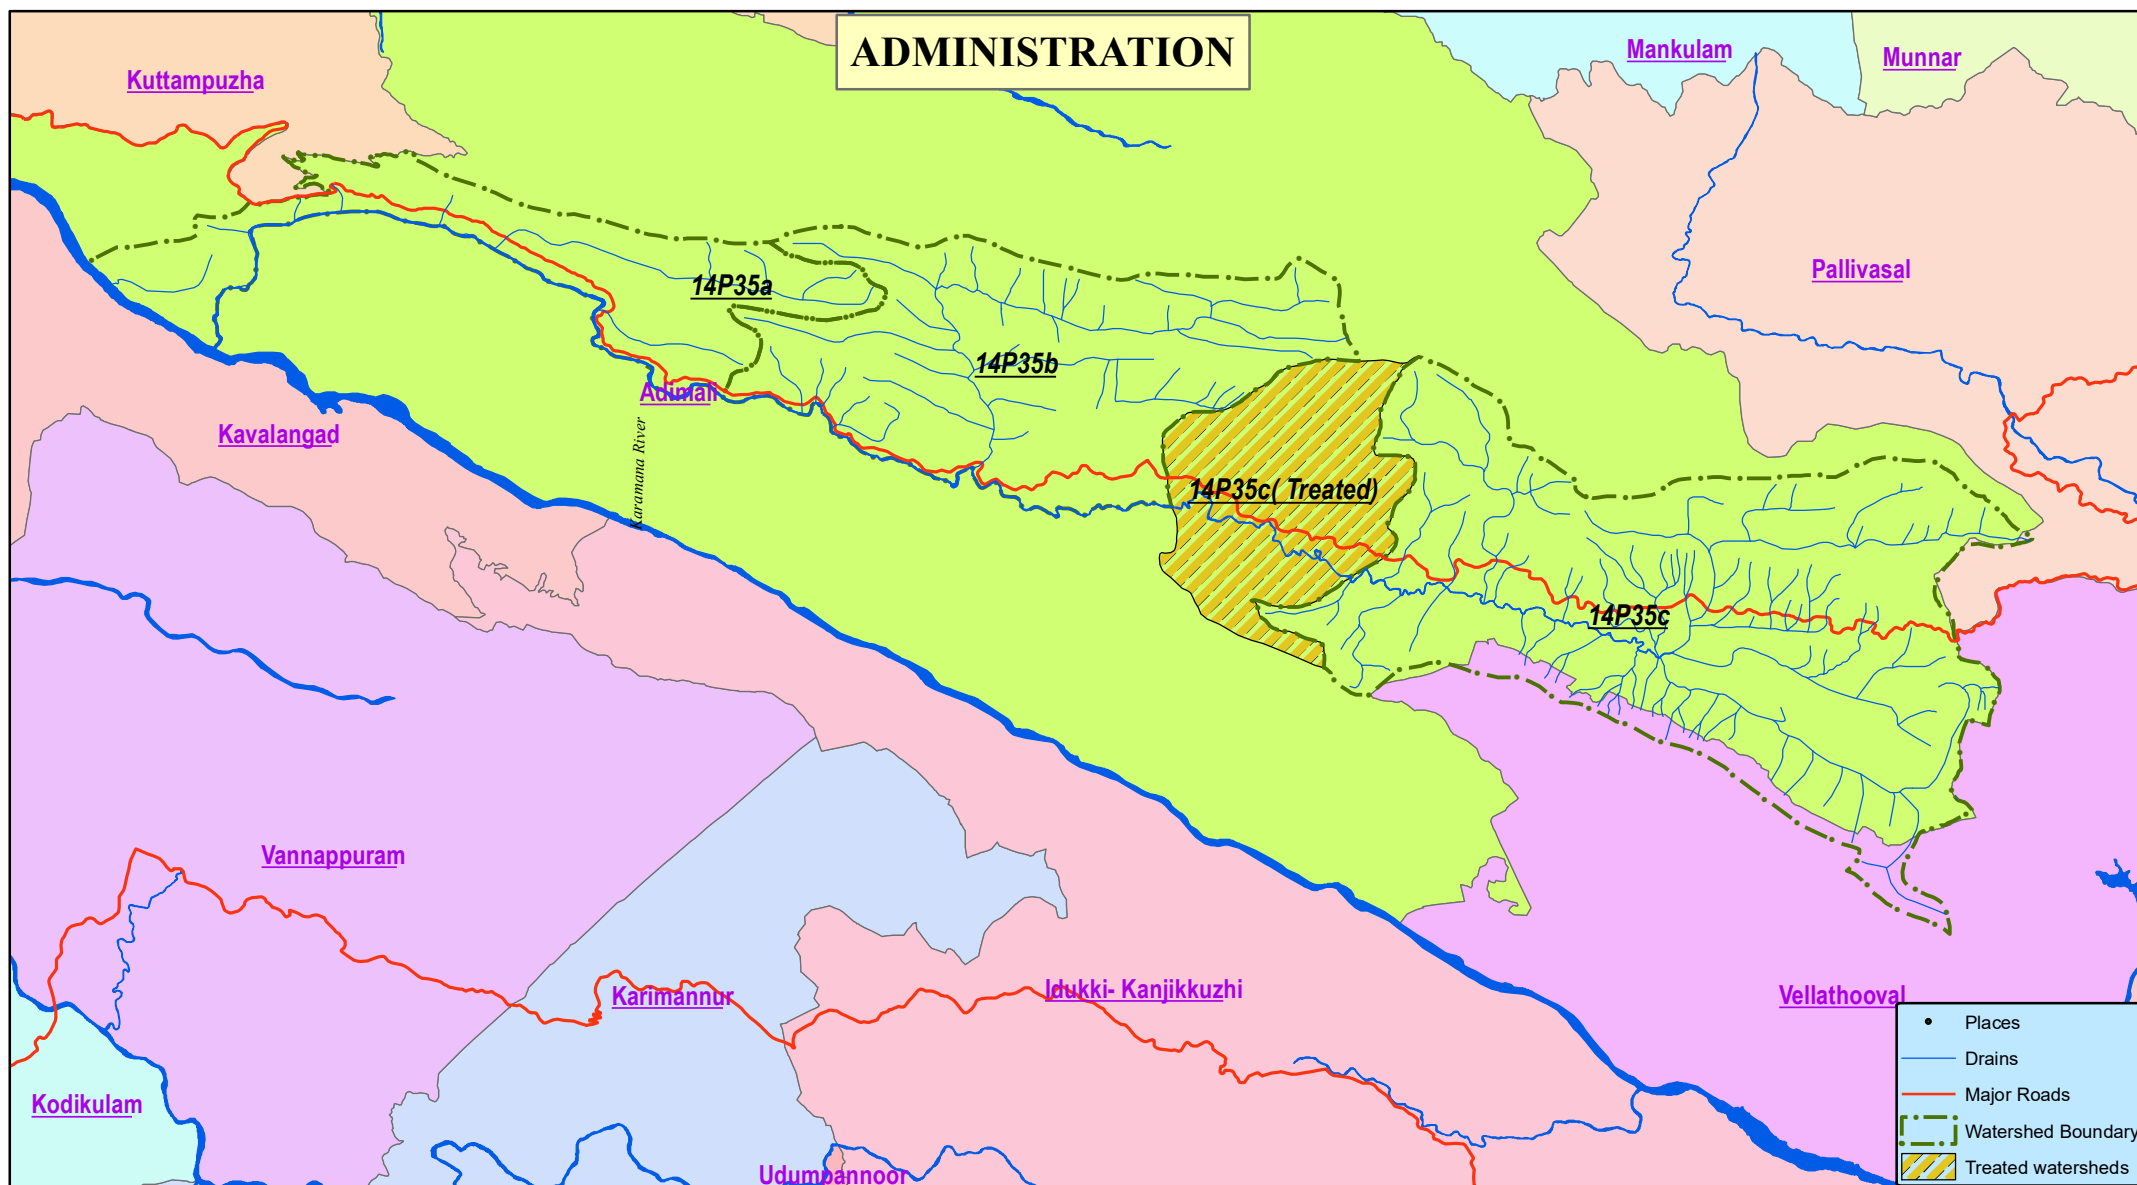 ADMINISTRATION
Mankulam
Munnar
Kuttampuzha
Pallivasal
14P35a
14P35b
Adimali
Kavalangad
Karamana River
14P35c( Treated)
14P35c
Vannappuram
Karimannur
Idukki- Kanjikkuzhi
Vellathooval
Kodikulam
Udumpannoor
Places
Drains
Major Roads
Watershed Boundary
Treated watersheds